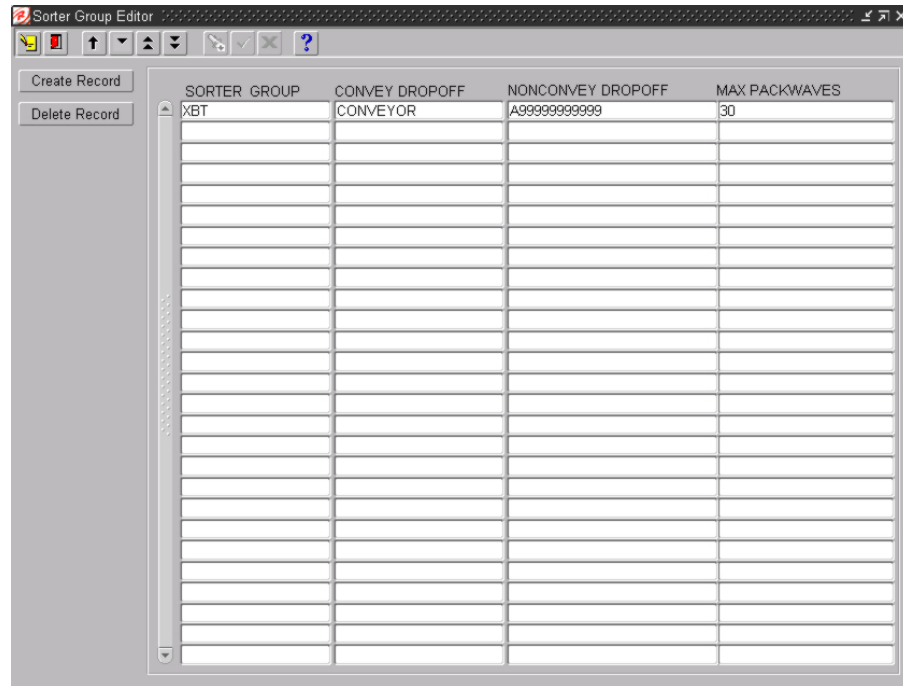 Sorter Group Editor
?
Create Record
Delete Record
SORTER GROUP CONVEY DROPOFF NONCONVEY DROPOFF MAX PACKWAVES
XBT CONVEYOR A99999999999 30